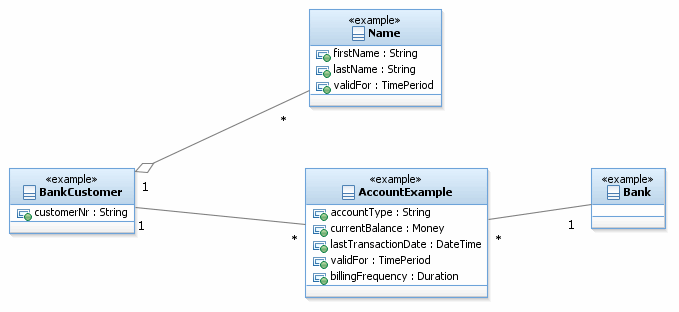 «example»
Name
firstName : String
lastName : String
validFor : TimePeriod
*
1
«example»
BankCustomer
customerNr : String
1
*
«example»
AccountExample
accountType : String
currentBalance : Money
lastTransactionDate : DateTime
validFor : TimePeriod
billingFrequency : Duration
*
1
«example»
Bank